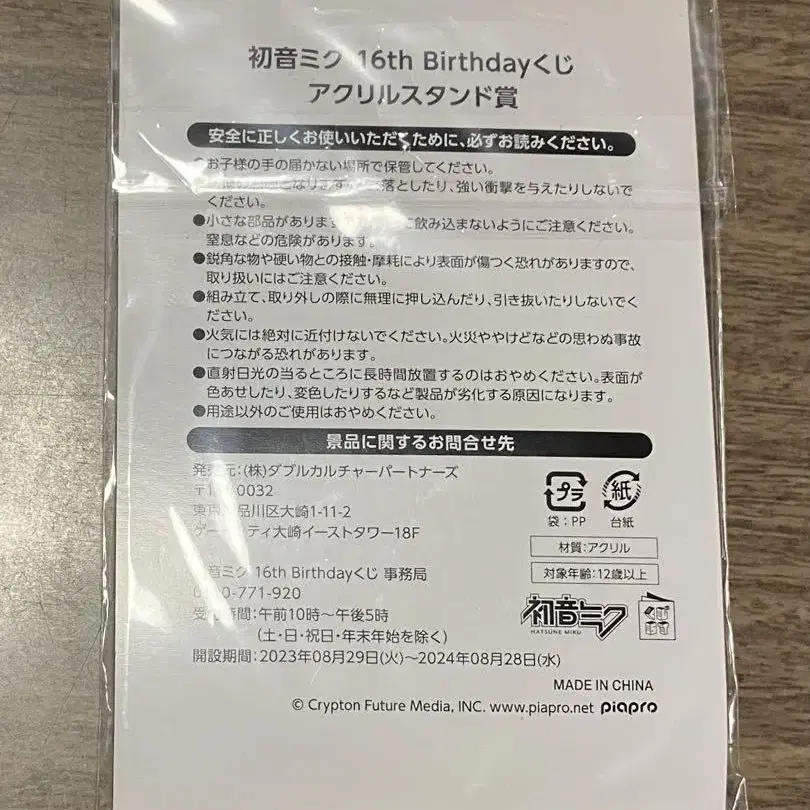 初音ミク 16th Birthdayくじ
アクリルスタンド賞
安全に正しくお使いいただくために、必ずお読みください。
●お子様の手の届かない場所で保管してください。
落としたり、強い衝撃を与えたりしないで
ください。
●小さな部品があります 飲み込まないようにご注意ください。
窒息などの危険があります。
●鋭角な物や硬い物との接触・摩耗により表面が傷つく恐れがありますので、
取り扱いにはご注意ください。
●組み立て、取り外しの際に無理に押し込んだり、引き抜いたりしないでく
ださい。
●火気には絶対に近付けないでください。火災ややけどなどの思わぬ事故
につながる恐れがあります。
●直射日光の当るところに長時間放置するのはおやめください。表面が
色あせしたり、変色したりするなど製品が劣化する原因になります。
●用途以外のご使用はおやめください。
景品に関するお問合せ先
発売元:(株)ダブルカルチャーパートナーズ
0032
品川区大崎1-11-2
ティ大崎イーストタワー18F
音ミク 16th Birthdayくじ 事務局
770-920
受付時間:午前10時〜午後5時
(土・日・祝日・年末年始を除く)
開設期間:2023年08月29日(火)〜2024年08月28日(水)
プラ
袋:PP
紙
台紙
材質:アクリル
対象年齢:12歳以上
初音ミク
HATSUNE MIKU
MADE IN CHINA
© Crypton Future Media, INC. www.piapro.net piapro